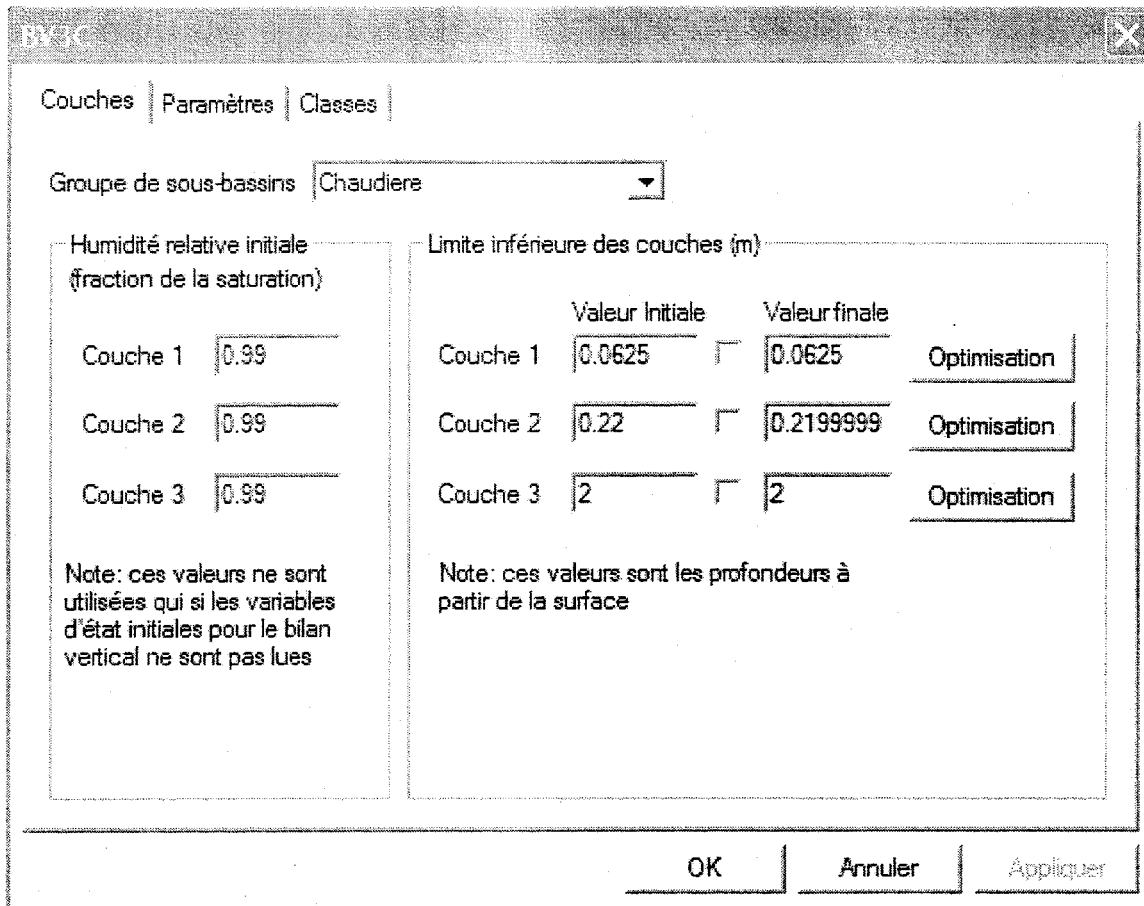 BV3C
Couches Paramètres Classes
Groupe de sous-bassins Chaudiere
Humidité relative initiale
(fraction de la saturation)
Couche 1 0.99
Couche 2 0.99
Couche 3 0.99
Note: ces valeurs ne sont
utilisées qui si les variables
d'état initiales pour le bilan
vertical ne sont pas lues
Limite inférieure des couches (m)
Valeur Initiale Valeur finale
Couche 1 0.0625 0.0625 Optimisation
Couche 2 0.22 0.2199999 Optimisation
Couche 3 2 2 Optimisation
Note: ces valeurs sont les profondeurs à
partir de la surface
OK Annuler Appliquer